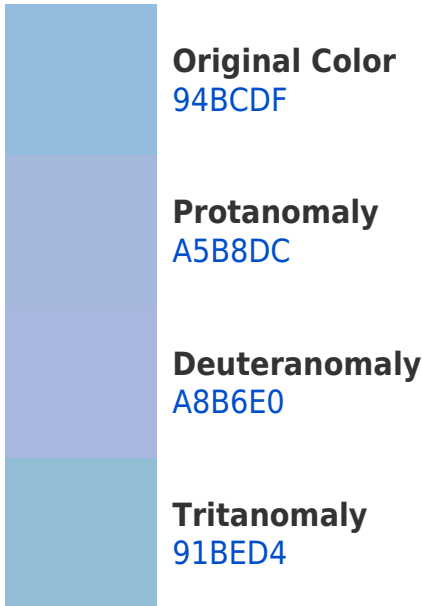 Original Color
94BCDF
Protanomaly
A5B8DC
Deuteranomaly
A8B6E0
Tritanomaly
91BED4